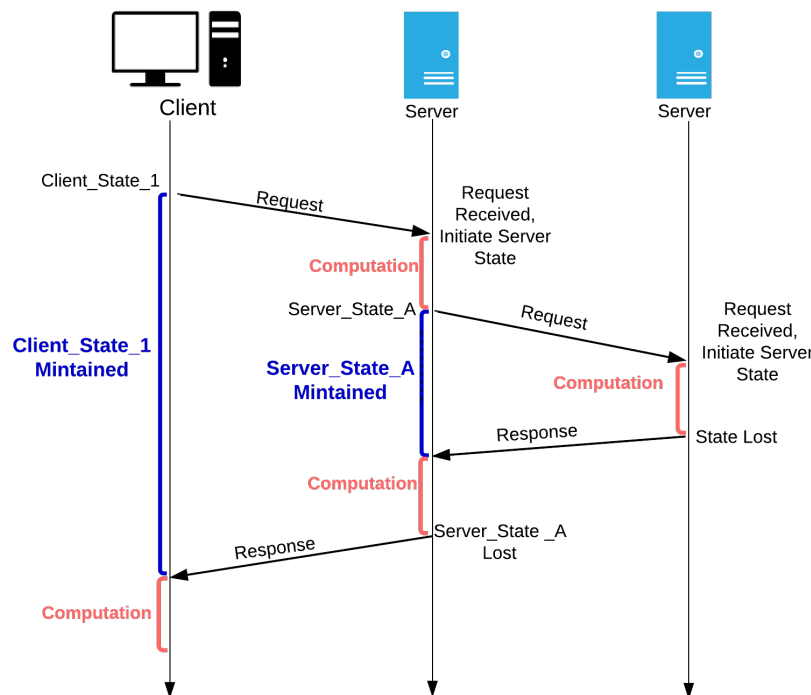 Client
Server
Server
Client_State_1
Request
Request
Received,
Initiate Server
State
Computation
Server_State_A
Request
Request
Received,
Initiate Server
State
Client_State_1
Mintained
Server_State_A
Mintained
Computation
Response
State Lost
Computation
Server_State _A
Lost
Response
Computation